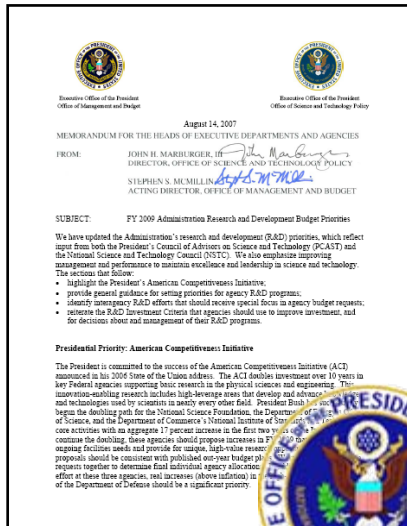 Executive Office of the President
Office of Management and Budget
Executive Office of the President
Office of Science and Technology Policy
August 14, 2007
MEMORANDUM FOR THE HEADS OF EXECUTIVE DEPARTMENTS AND AGENCIES
FROM: JOHN H. MARBURGER, III
DIRECTOR, OFFICE OF SCIENCE AND TECHNOLOGY POLICY
STEPHEN S. MCMILLIN
ACTING DIRECTOR, OFFICE OF MANAGEMENT AND BUDGET
SUBJECT: FY 2009 Administration Research and Development Budget Priorities
We have updated the Administration's research and development (R&D) priorities, which reflect
input from both the President's Council of Advisors on Science and Technology (PCAST) and
the National Science and Technology Council (NSTC). We also emphasize improving
management and performance to maintain excellence and leadership in science and technology.
The sections that follow:
• highlight the President's American Competitiveness Initiative;
• provide general guidance for setting priorities for agency R&D programs;
• identify interagency R&D efforts that should receive special focus in agency budget requests;
• reiterate the R&D Investment Criteria that agencies should use to improve investment, and
for decisions about and management of their R&D programs.
Presidential Priority: American Competitiveness Initiative
The President is committed to the success of the American Competitiveness Initiative (ACI)
announced in his 2006 State of the Union address. The ACI doubles investment over 10 years in
key Federal agencies supporting basic research in the physical sciences and engineering. This
innovation-enabling research includes high-leverage areas that develop and advance
and technologies used by scientists in nearly every other field. President Bush has
begun the doubling path for the National Science Foundation, the Department of
of Science, and the Department of Commerce's National Institute of
core activities with an aggregate 17 percent increase in the first two years
continue the doubling, these agencies should propose increases in
ongoing facilities needs and provide for unique, high-value research
proposals should be consistent with published out-year budget
requests together to determine final individual agency allocation
effort at these three agencies, real increases (above inflation) in
of the Department of Defense should be a significant priority.
PRESID